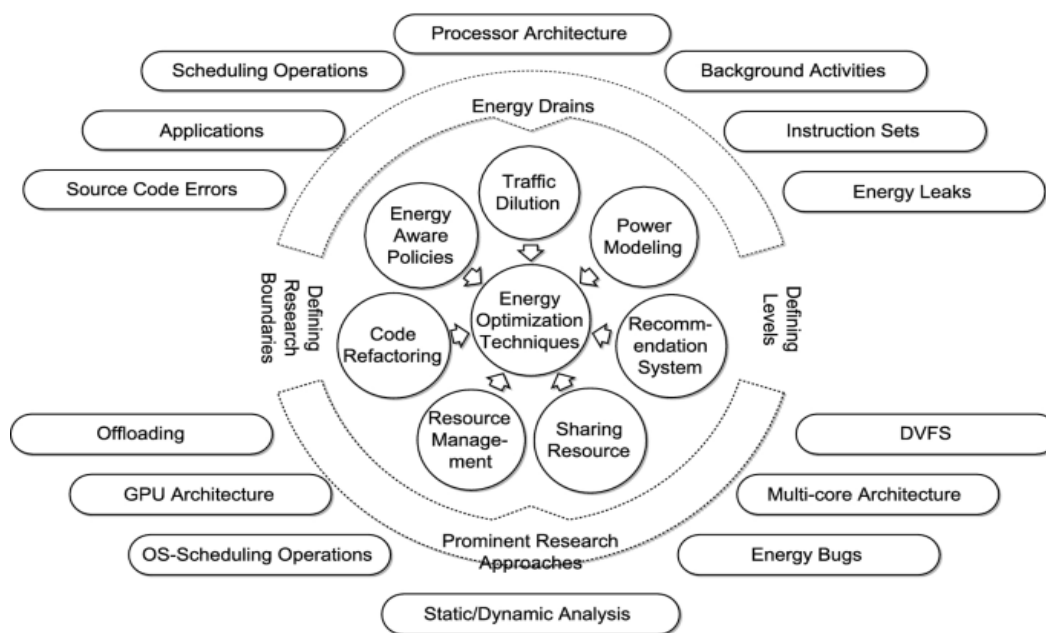 Processor Architecture
Scheduling Operations
Background Activities
Energy Drains
Applications
Instruction Sets
Source Code Errors
Energy Leaks
Traffic
Dilution
Energy
Aware
Policies
Power
Modeling
Defining
Research
Boundaries
Energy
Optimization
Techniques
Defining
Levels
Code
Refactoring
Recomm-
endation
System
Resource
Manage-
ment
Sharing
Resource
Offloading
DVFS
GPU Architecture
Multi-core Architecture
OS-Scheduling Operations
Prominent Research
Approaches
Energy Bugs
Static/Dynamic Analysis